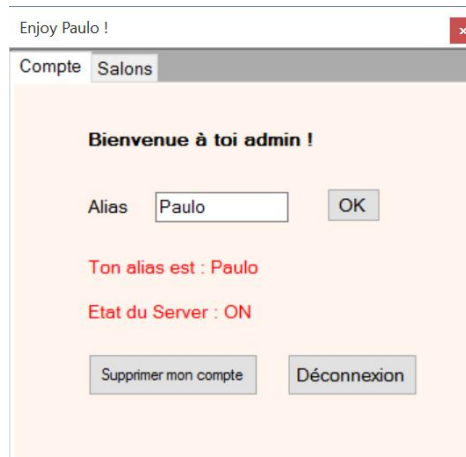 Enjoy Paulo !
Compte Salons
Bienvenue à toi admin !
Alias Paulo OK
Ton alias est : Paulo
Etat du Server : ON
Supprimer mon compte Déconnexion